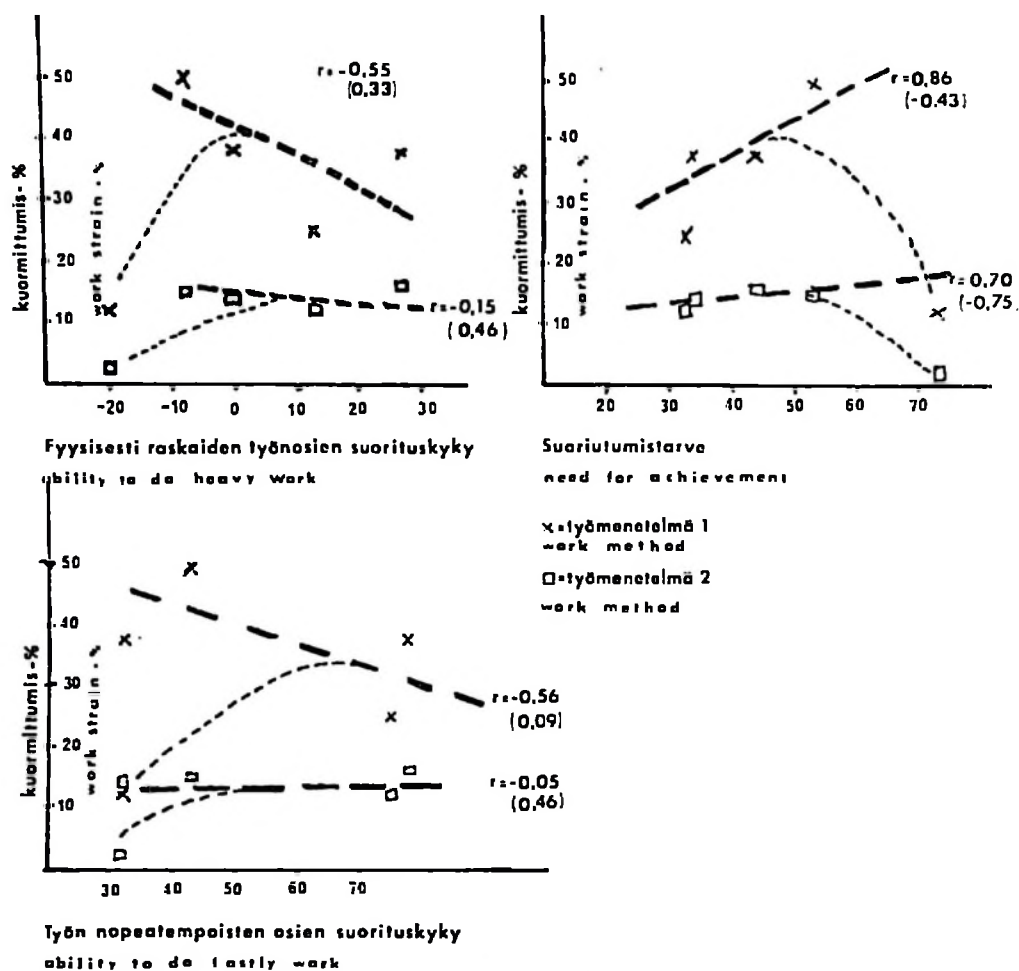 50
40
30
20
10
kuormittumis-%
work strain-%
r=-0,55
(0,33)
r=-0,15
(0,46)
-20 -10 0 10 20 30
Fyysisesti raskaiden työnosien suorituskyky
ability to do heavy work
50
40
30
20
10
kuormittumis-%
work strain-%
r=0,86
(-0.43)
r=0,70
(-0,75)
20 30 40 50 60 70
Suoriutumistarve
need for achievement
x=työmenetelmä 1
work method
□=työmenetelmä 2
work method
50
40
30
20
10
kuormittumis-%
work strain-%
r=-0,56
(0,09)
r=-0,05
(0,46)
30 40 50 60 70
Työn nopeatempoisten osien suorituskyky
ability to do fastly work